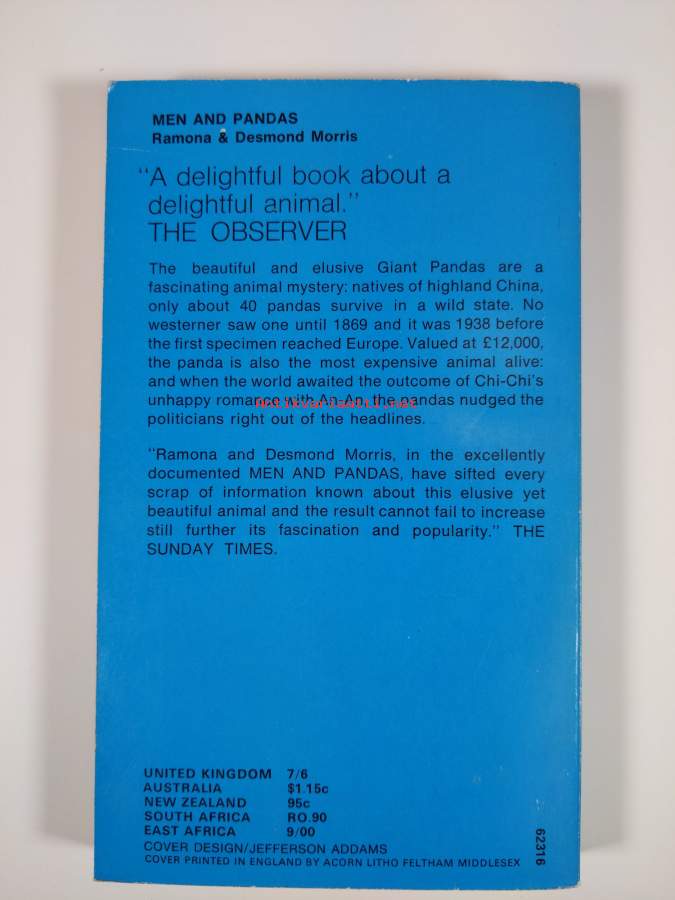 MEN AND PANDAS
Ramona & Desmond Morris
"A delightful book about a
delightful animal."
THE OBSERVER
The beautiful and elusive Giant Pandas are a
fascinating animal mystery: natives of highland China,
only about 40 pandas survive in a wild state. No
westerner saw one until 1869 and it was 1938 before
the first specimen reached Europe. Valued at £12,000,
the panda is also the most expensive animal alive:
and when the world awaited the outcome of Chi-Chi's
unhappy romance with An-An, the pandas nudged the
politicians right out of the headlines.
"Ramona and Desmond Morris, in the excellently
documented MEN AND PANDAS, have sifted every
scrap of information known about this elusive yet
beautiful animal and the result cannot fail to increase
still further its fascination and popularity." THE
SUNDAY TIMES.
UNITED KINGDOM 7/6
AUSTRALIA $1.15c
NEW ZEALAND 95c
SOUTH AFRICA RO.90
EAST AFRICA 9/00
COVER DESIGN/JEFFERSON ADDAMS
COVER PRINTED IN ENGLAND BY ACORN LITHO FELTHAM MIDDLESEX
62316